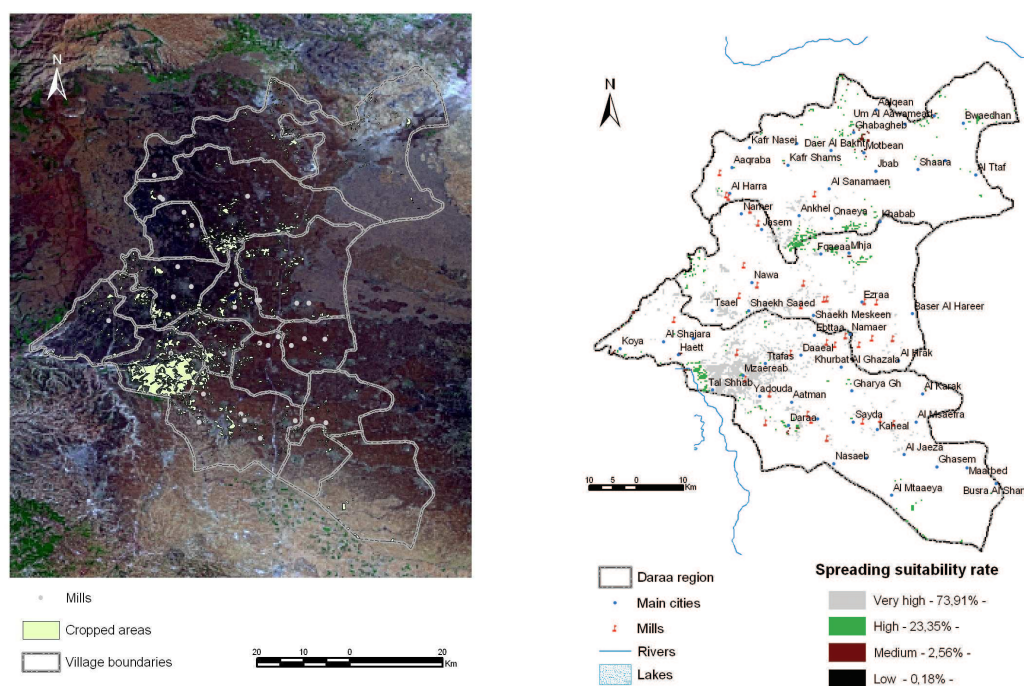 N
Mills
Cropped areas
Village boundaries
20 10 0 20
Km
N
Aalqean
Um Al Aawamead
Ghabagheb
Bwaedhan
Kafr Nasej
Daer Al Bakht
Motbean
Aaqraba
Kafr Shams
Jbab
Shaara
Al Ttaf
Al Sanamaen
Al Harra
Namer
Ankhel
Qnaeya
Khabab
Jasem
Fqaeaa
Mhja
Nawa
Tsael
Shaekh Saaed
Ezraa
Baser Al Hareer
Shaekh Meskeen
Ebttaa
Namaer
Al Shajara
Koya
Haett
Daaeal
Ttafas
Khurbat
Al Ghazala
Al Hrak
Mzaereab
Tal Shhab
Yadouda
Gharya Gh
Al Karak
Aatman
Daraa
Sayda
Al Msaefra
Kaheal
Nasaeb
Al Jaeza
Ghasem
Maarbed
Al Mtaaeya
Busra Al Sham
10 5 0 10
Km
Daraa region
Main cities
Mills
Rivers
Lakes
Spreading suitability rate
Very high - 73,91% -
High - 23,35% -
Medium - 2,56% -
Low - 0,18% -